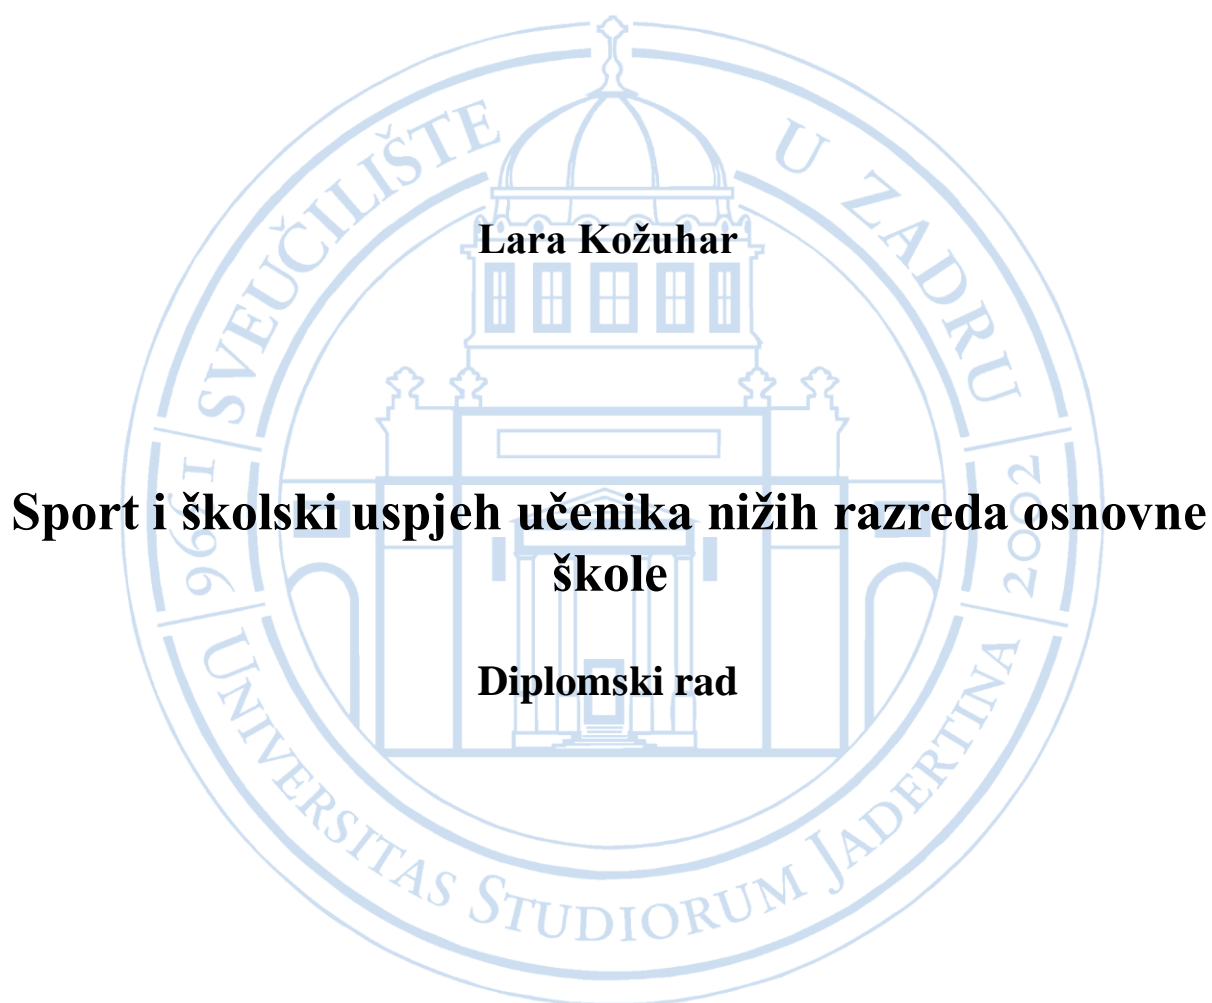 SVEUČILIŠTE U ZADRU
Lara Kožuhar
1396
2002
Sport i školski uspjeh učenika nižih razreda osnovne
škole
Diplomski rad
UNIVERSITAS STUDIORUM JADERTINA